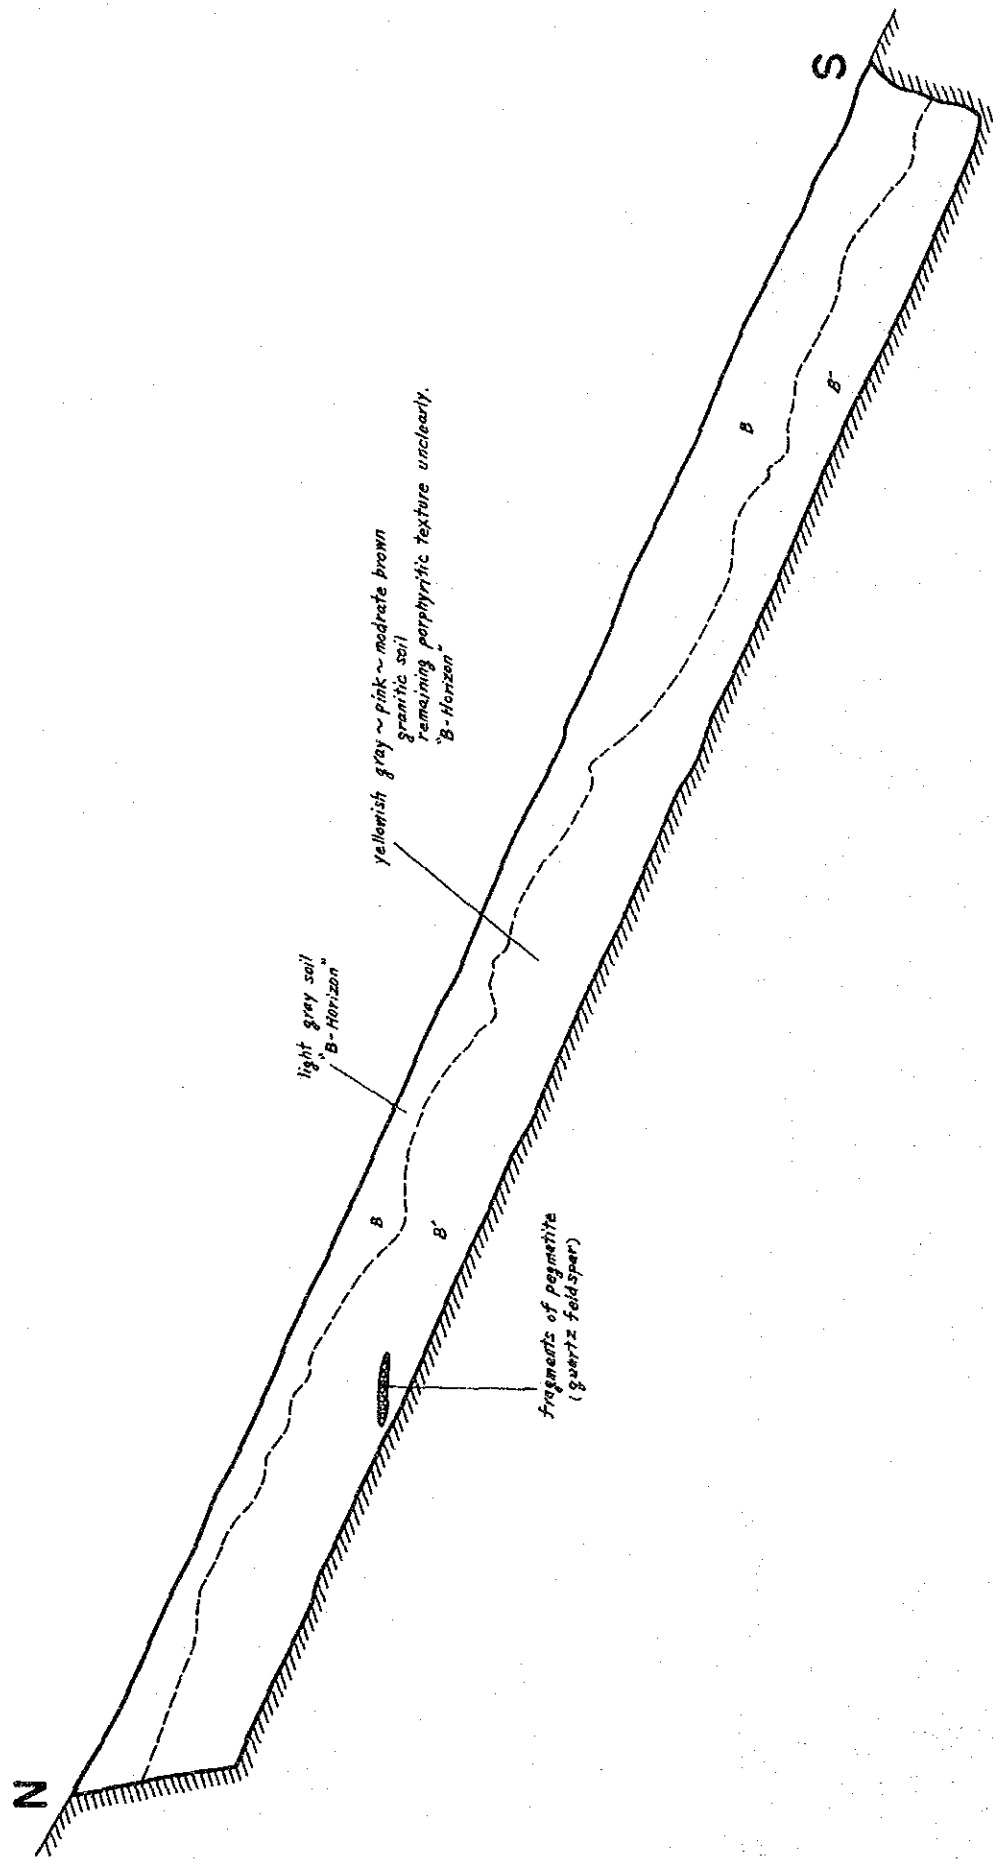 N
S
light gray soil
"B-Horizon"
yellowish gray ~ pink ~ modrate brown
granitic soil
remaining porphyritic texture unclearly.
"B-Horizon"
B
B'
B
B'
fragments of pegmatite
(quartz feldspar)